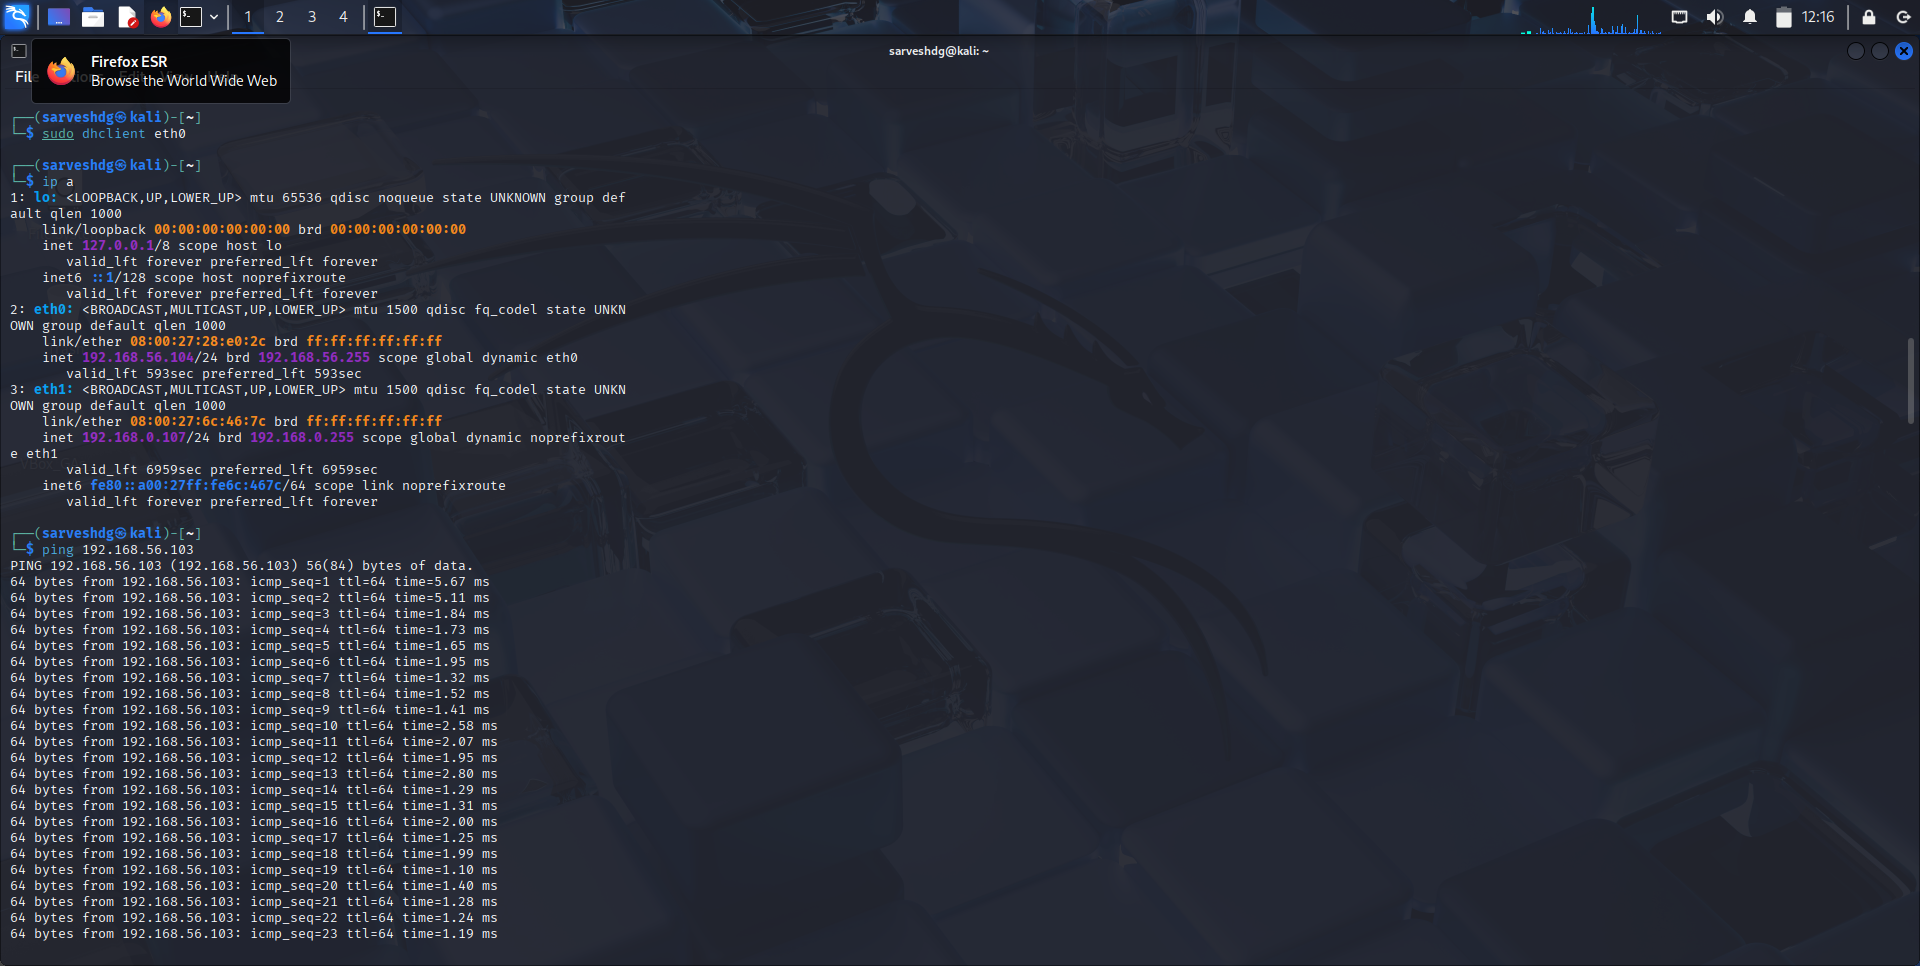 1 2 3 4
12:16
sarveshdg@kali: ~
Firefox ESR
Browse the World Wide Web
┌──(sarveshdg㉿kali)-[~]
└─$ sudo dhclient eth0
┌──(sarveshdg㉿kali)-[~]
└─$ ip a
1: lo: <LOOPBACK,UP,LOWER_UP> mtu 65536 qdisc noqueue state UNKNOWN group def
ault qlen 1000
link/loopback 00:00:00:00:00:00 brd 00:00:00:00:00:00
inet 127.0.0.1/8 scope host lo
valid_lft forever preferred_lft forever
inet6 ::1/128 scope host noprefixroute
valid_lft forever preferred_lft forever
2: eth0: <BROADCAST,MULTICAST,UP,LOWER_UP> mtu 1500 qdisc fq_codel state UNKN
OWN group default qlen 1000
link/ether 08:00:27:28:e0:2c brd ff:ff:ff:ff:ff:ff
inet 192.168.56.104/24 brd 192.168.56.255 scope global dynamic eth0
valid_lft 593sec preferred_lft 593sec
3: eth1: <BROADCAST,MULTICAST,UP,LOWER_UP> mtu 1500 qdisc fq_codel state UNKN
OWN group default qlen 1000
link/ether 08:00:27:6c:46:7c brd ff:ff:ff:ff:ff:ff
inet 192.168.0.107/24 brd 192.168.0.255 scope global dynamic noprefixrout
e eth1
valid_lft 6959sec preferred_lft 6959sec
inet6 fe80::a00:27ff:fe6c:467c/64 scope link noprefixroute
valid_lft forever preferred_lft forever
┌──(sarveshdg㉿kali)-[~]
└─$ ping 192.168.56.103
PING 192.168.56.103 (192.168.56.103) 56(84) bytes of data.
64 bytes from 192.168.56.103: icmp_seq=1 ttl=64 time=5.67 ms
64 bytes from 192.168.56.103: icmp_seq=2 ttl=64 time=5.11 ms
64 bytes from 192.168.56.103: icmp_seq=3 ttl=64 time=1.84 ms
64 bytes from 192.168.56.103: icmp_seq=4 ttl=64 time=1.73 ms
64 bytes from 192.168.56.103: icmp_seq=5 ttl=64 time=1.65 ms
64 bytes from 192.168.56.103: icmp_seq=6 ttl=64 time=1.95 ms
64 bytes from 192.168.56.103: icmp_seq=7 ttl=64 time=1.32 ms
64 bytes from 192.168.56.103: icmp_seq=8 ttl=64 time=1.52 ms
64 bytes from 192.168.56.103: icmp_seq=9 ttl=64 time=1.41 ms
64 bytes from 192.168.56.103: icmp_seq=10 ttl=64 time=2.58 ms
64 bytes from 192.168.56.103: icmp_seq=11 ttl=64 time=2.07 ms
64 bytes from 192.168.56.103: icmp_seq=12 ttl=64 time=1.95 ms
64 bytes from 192.168.56.103: icmp_seq=13 ttl=64 time=2.80 ms
64 bytes from 192.168.56.103: icmp_seq=14 ttl=64 time=1.29 ms
64 bytes from 192.168.56.103: icmp_seq=15 ttl=64 time=1.31 ms
64 bytes from 192.168.56.103: icmp_seq=16 ttl=64 time=2.00 ms
64 bytes from 192.168.56.103: icmp_seq=17 ttl=64 time=1.25 ms
64 bytes from 192.168.56.103: icmp_seq=18 ttl=64 time=1.99 ms
64 bytes from 192.168.56.103: icmp_seq=19 ttl=64 time=1.10 ms
64 bytes from 192.168.56.103: icmp_seq=20 ttl=64 time=1.40 ms
64 bytes from 192.168.56.103: icmp_seq=21 ttl=64 time=1.28 ms
64 bytes from 192.168.56.103: icmp_seq=22 ttl=64 time=1.24 ms
64 bytes from 192.168.56.103: icmp_seq=23 ttl=64 time=1.19 ms